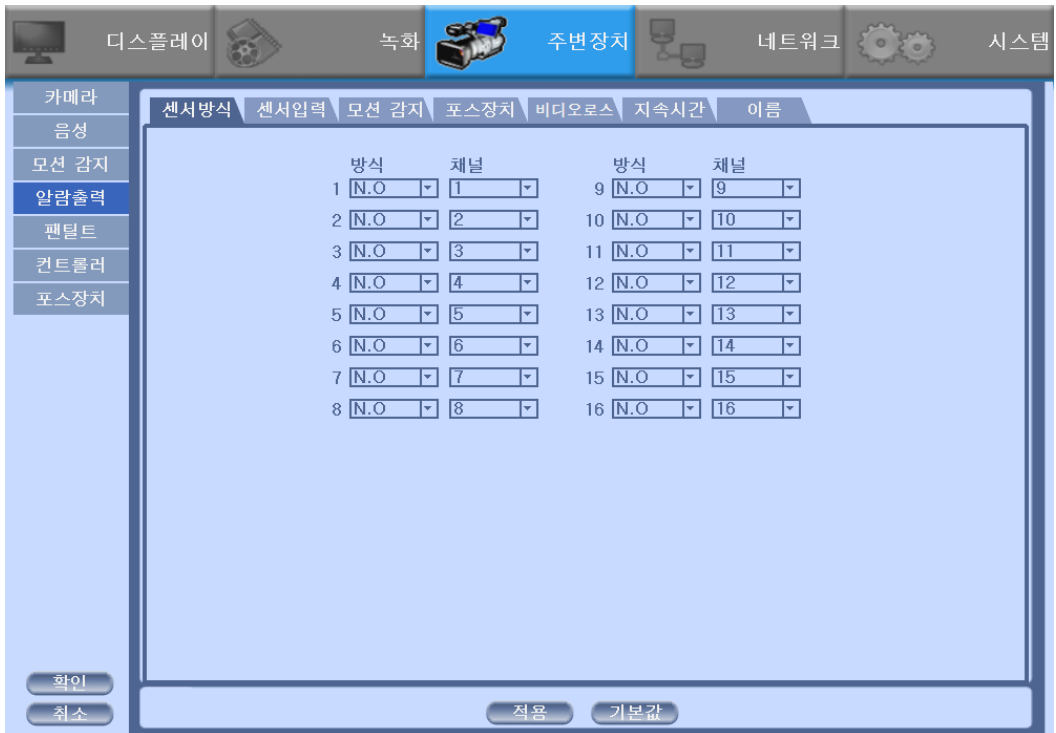 디스플레이 녹화 주변장치 네트워크 시스템
카메라
음성
모션 감지
알람출력
팬틸트
컨트롤러
포스장치
센서방식 센서입력 모션 감지 포스장치 비디오로스 지속시간 이름
방식 채널 방식 채널
1 N.O 1 9 N.O 9
2 N.O 2 10 N.O 10
3 N.O 3 11 N.O 11
4 N.O 4 12 N.O 12
5 N.O 5 13 N.O 13
6 N.O 6 14 N.O 14
7 N.O 7 15 N.O 15
8 N.O 8 16 N.O 16
확인
취소
적용 기본값